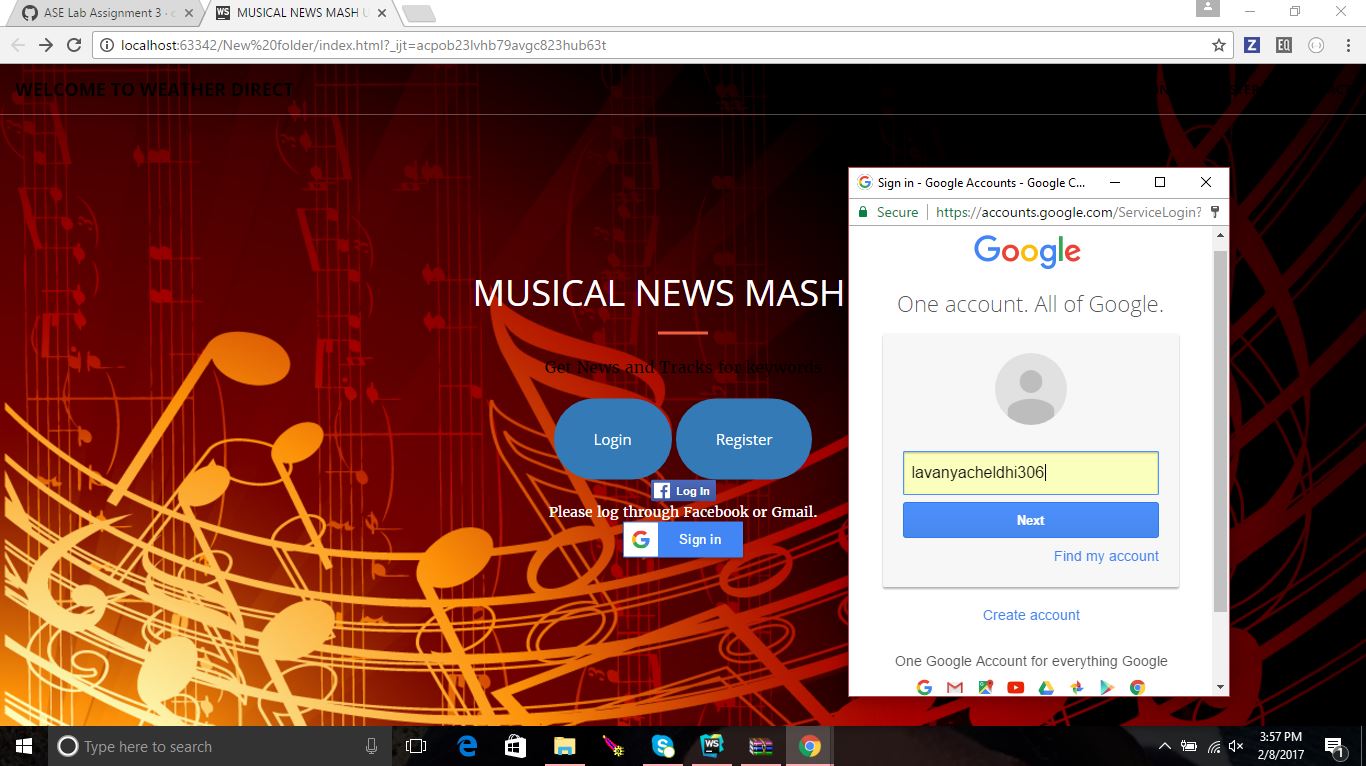 ASE Lab Assignment 3 ·
MUSICAL NEWS MASH U
localhost:63342/New%20folder/index.html?_ijt=acpob23lvhb79avgc823hub63t
WELCOME TO WEATHER DIRECT
Sign in - Google Accounts - Google C...
Secure
https://accounts.google.com/ServiceLogin?
Google
One account. All of Google.
MUSICAL NEWS MASH
Get News and Tracks for keywords
Login
Register
Log In
Please log through Facebook or Gmail.
Sign in
lavanyacheldhi306
Next
Find my account
Create account
One Google Account for everything Google
Type here to search
3:57 PM
2/8/2017